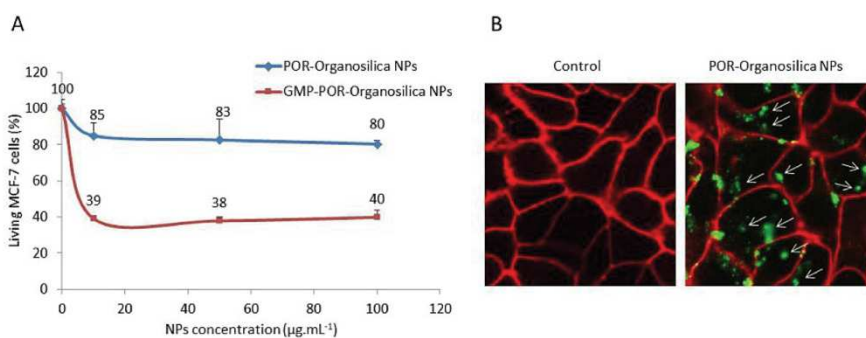 A
POR-Organosilica NPs
GMP-POR-Organosilica NPs
Living MCF-7 cells (%)
120
100
80
60
40
20
0
100
85
83
80
39
38
40
0
20
40
60
80
100
NPs concentration (µg.mL⁻¹)
B
Control
POR-Organosilica NPs